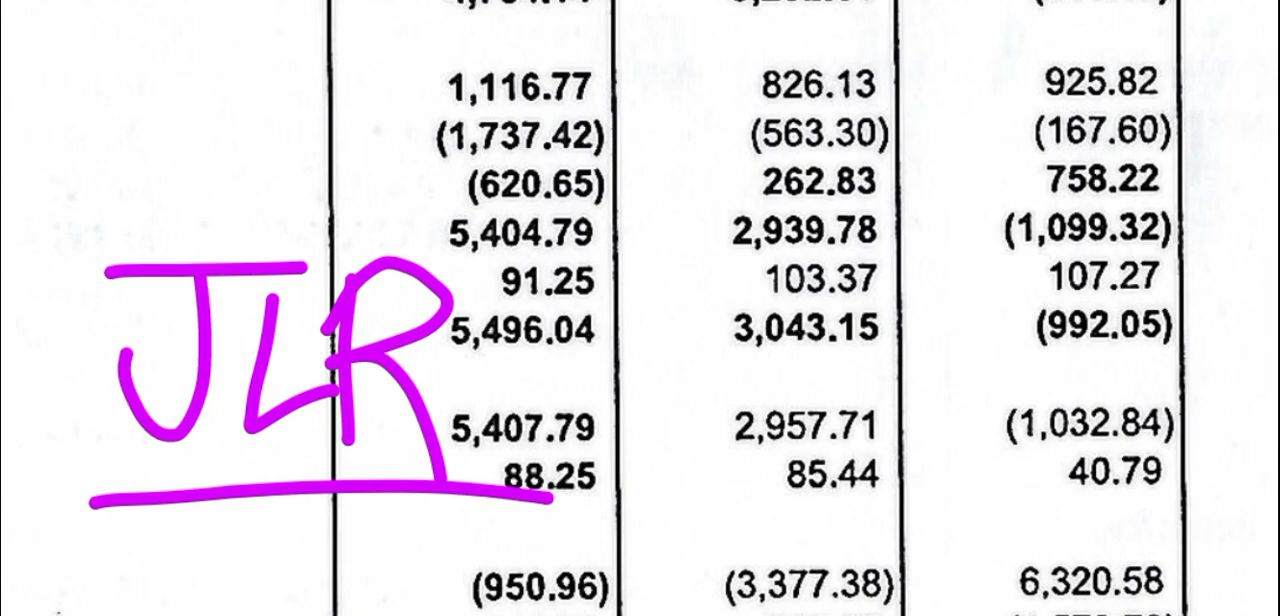 1,116.77 826.13 925.82
(1,737.42) (563.30) (167.60)
(620.65) 262.83 758.22
5,404.79 2,939.78 (1,099.32)
91.25 103.37 107.27
5,496.04 3,043.15 (992.05)
JLR
5,407.79 2,957.71 (1,032.84)
88.25 85.44 40.79
(950.96) (3,377.38) 6,320.58